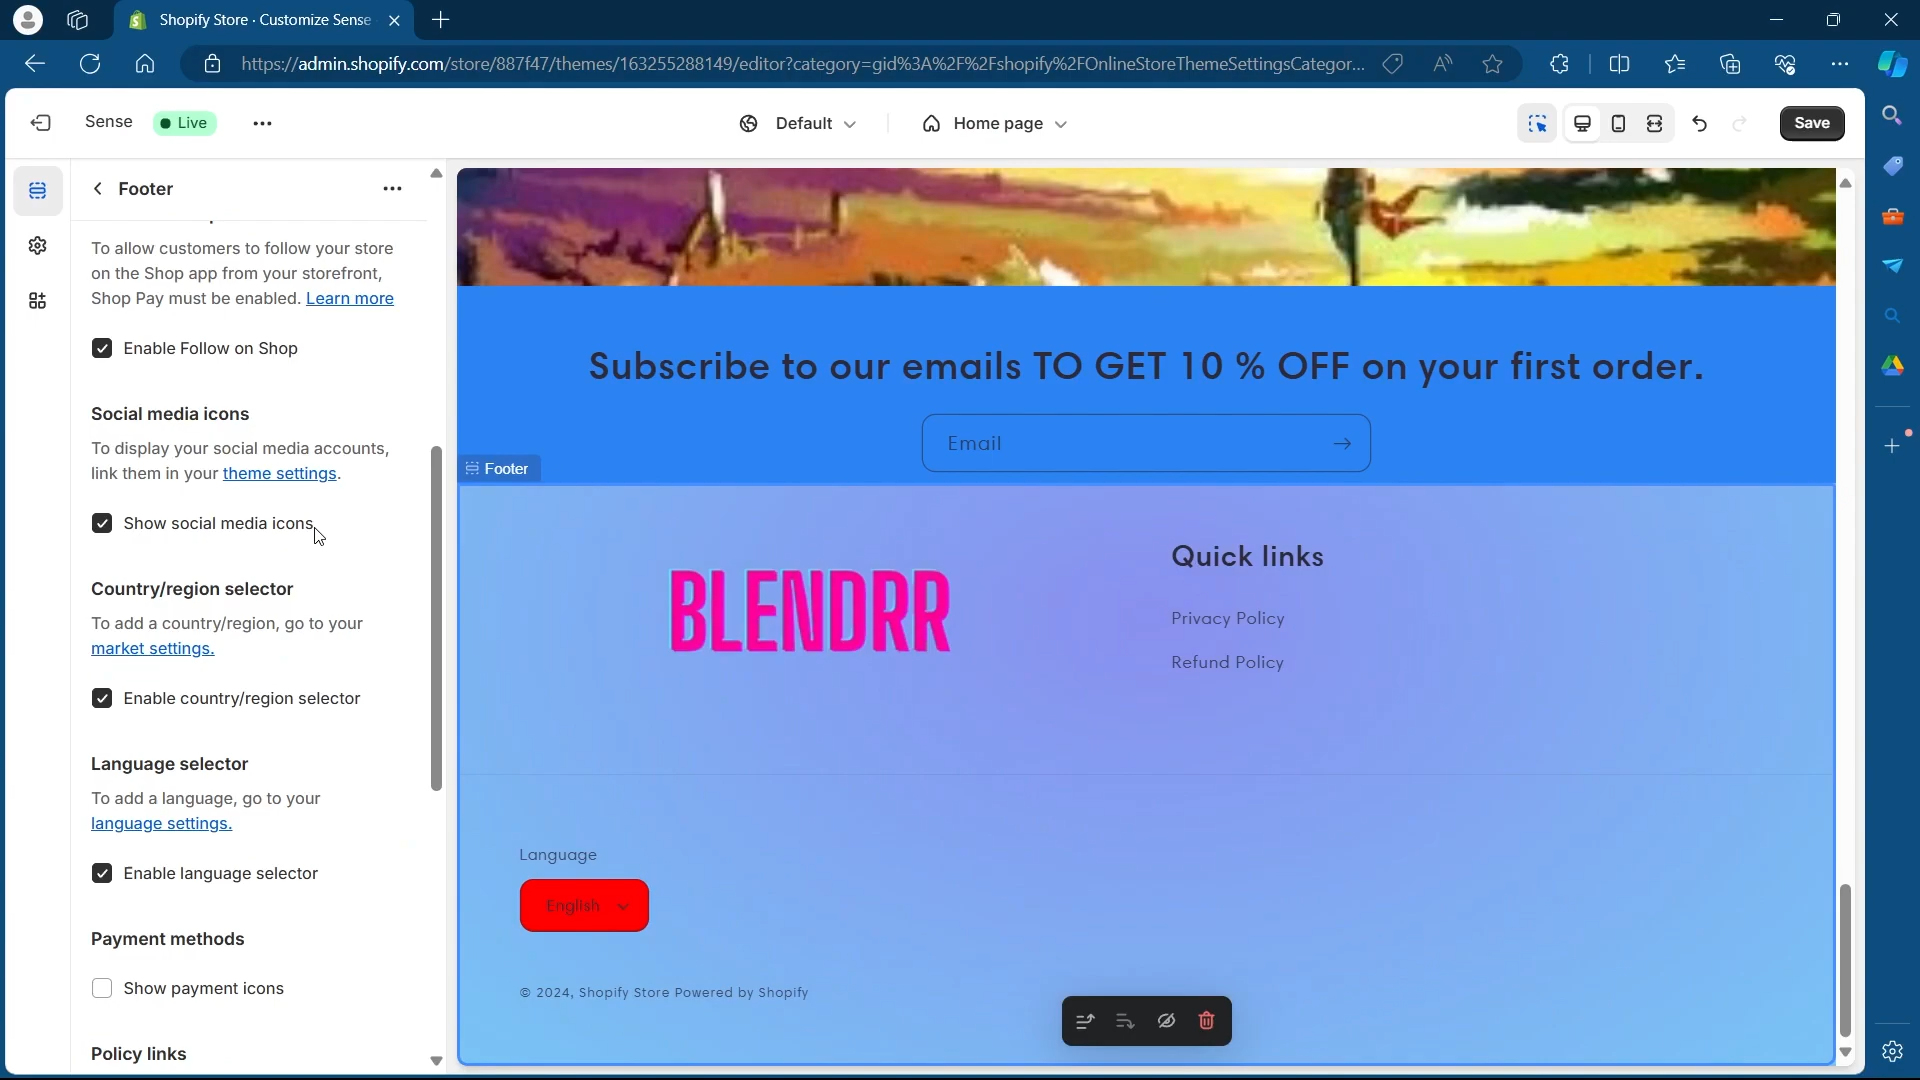 Shopify Store · Customize Sense
https://admin.shopify.com/store/887f47/themes/163255288149/editor?category=gid%3A%2F%2Fshopify%2FOnlineStoreThemeSettingsCategor...
Sense
Live
Default
Home page
Save
Footer
To allow customers to follow your store
on the Shop app from your storefront,
Shop Pay must be enabled. Learn more
Enable Follow on Shop
Social media icons
To display your social media accounts,
link them in your theme settings.
Show social media icons
Country/region selector
To add a country/region, go to your
market settings.
Enable country/region selector
Language selector
To add a language, go to your
language settings.
Enable language selector
Payment methods
Show payment icons
Policy links
Subscribe to our emails TO GET 10 % OFF on your first order.
Email
Footer
BLENDRR
Quick links
Privacy Policy
Refund Policy
Language
English
© 2024, Shopify Store Powered by Shopify